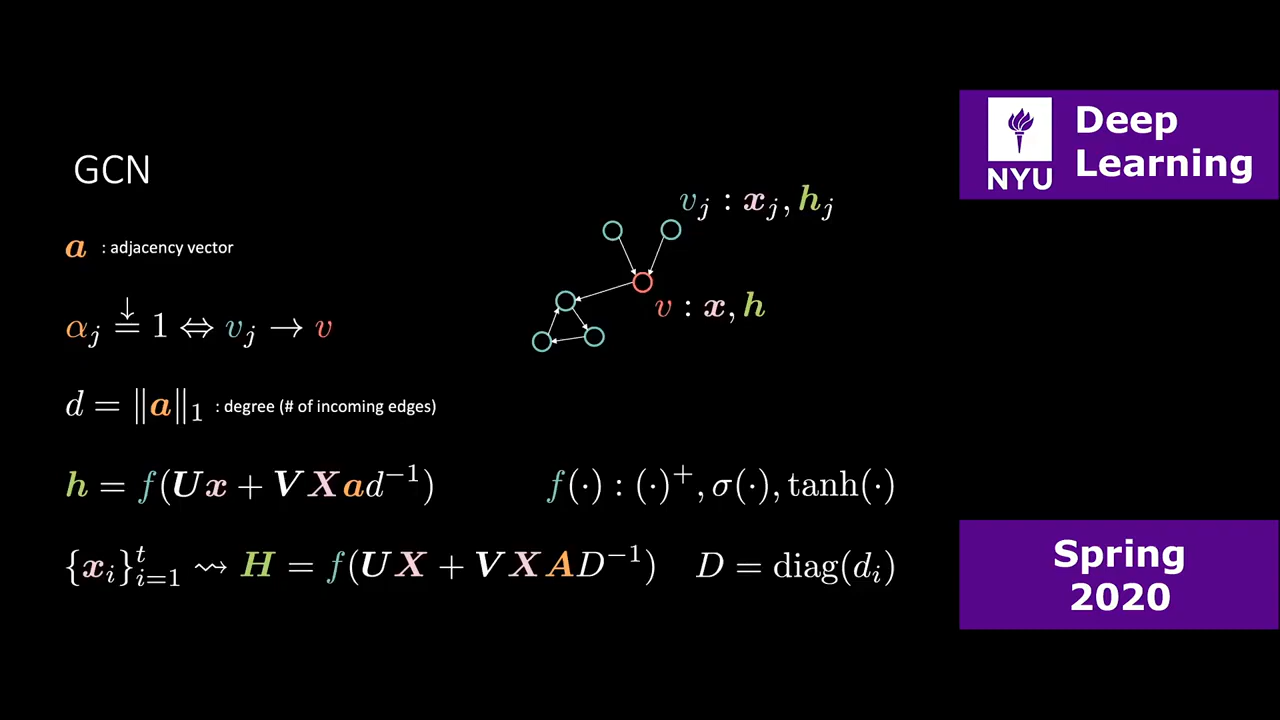 GCN
a : adjacency vector
α_j ≟ 1 ⇔ v_j → v
d = ‖a‖₁ : degree (# of incoming edges)
h = f(Ux + VXad⁻¹)
f(·) : (·)⁺, σ(·), tanh(·)
{x_i}_{i=1}^t ⇝ H = f(UX + VXAD⁻¹)
D = diag(d_i)
v_j : x_j, h_j
v : x, h
NYU
Deep
Learning
Spring
2020